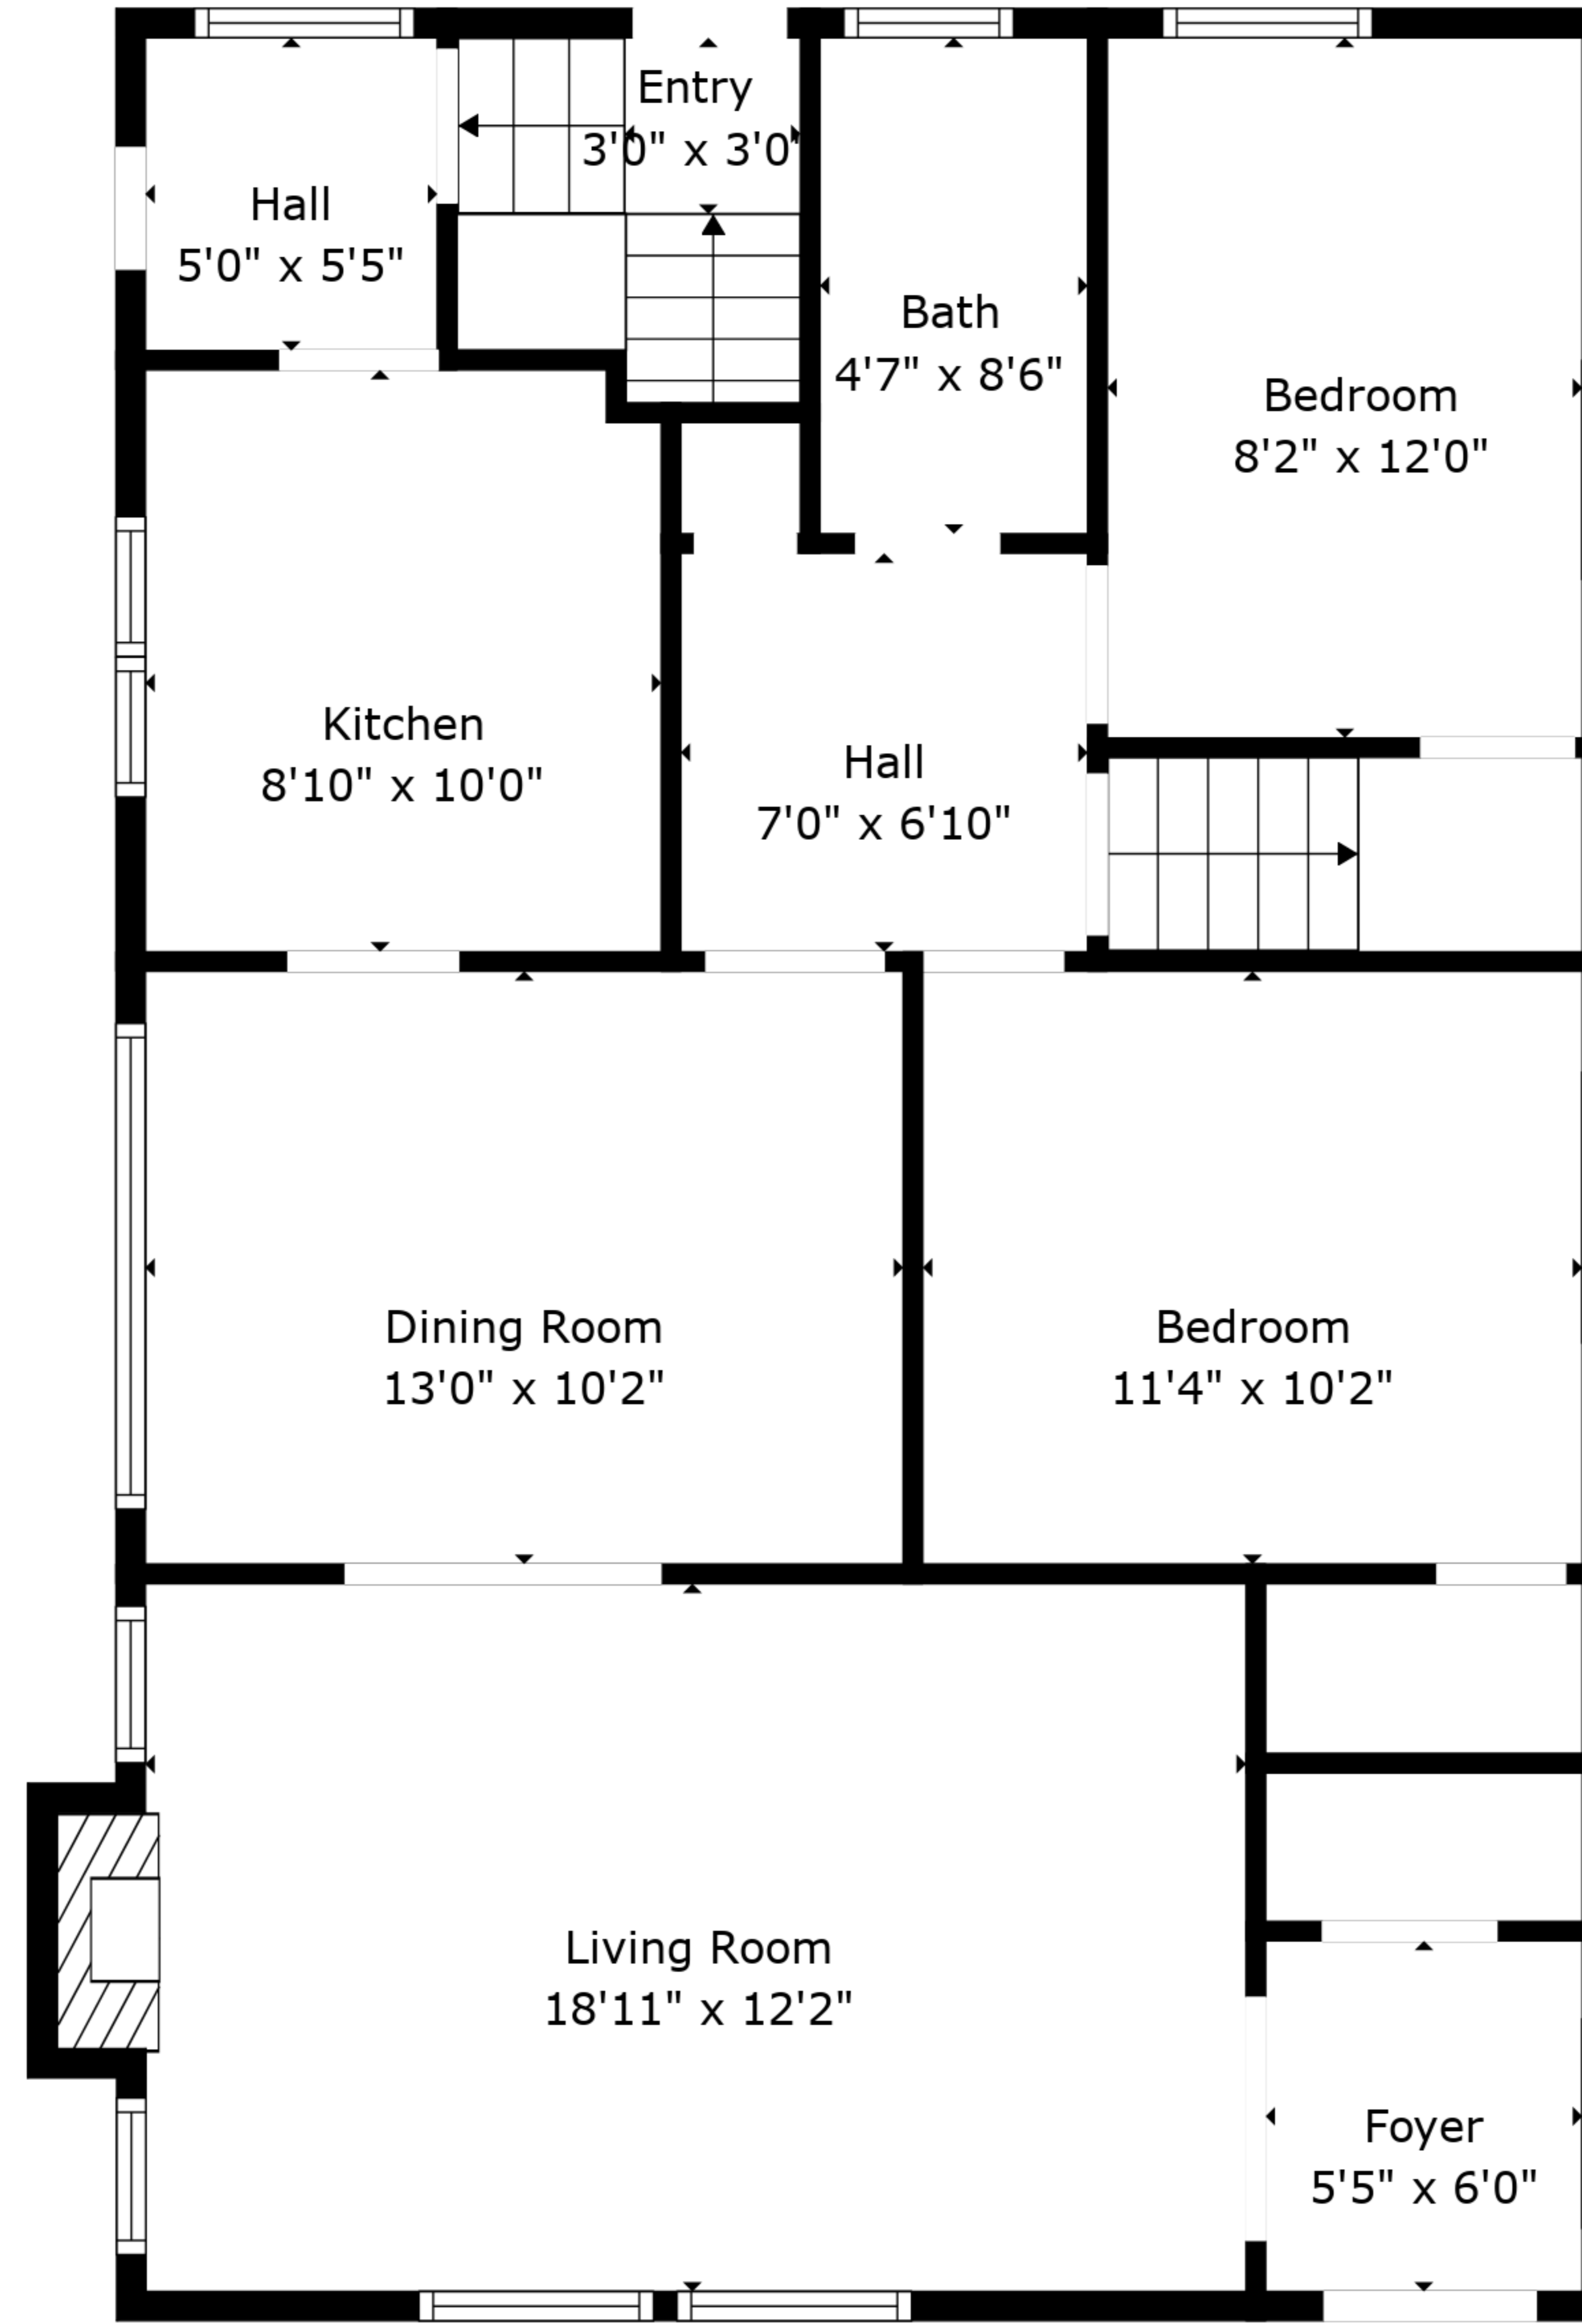 Entry
3'0" x 3'0"
Hall
5'0" x 5'5"
Bath
4'7" x 8'6"
Bedroom
8'2" x 12'0"
Kitchen
8'10" x 10'0"
Hall
7'0" x 6'10"
Dining Room
13'0" x 10'2"
Bedroom
11'4" x 10'2"
Living Room
18'11" x 12'2"
Foyer
5'5" x 6'0"